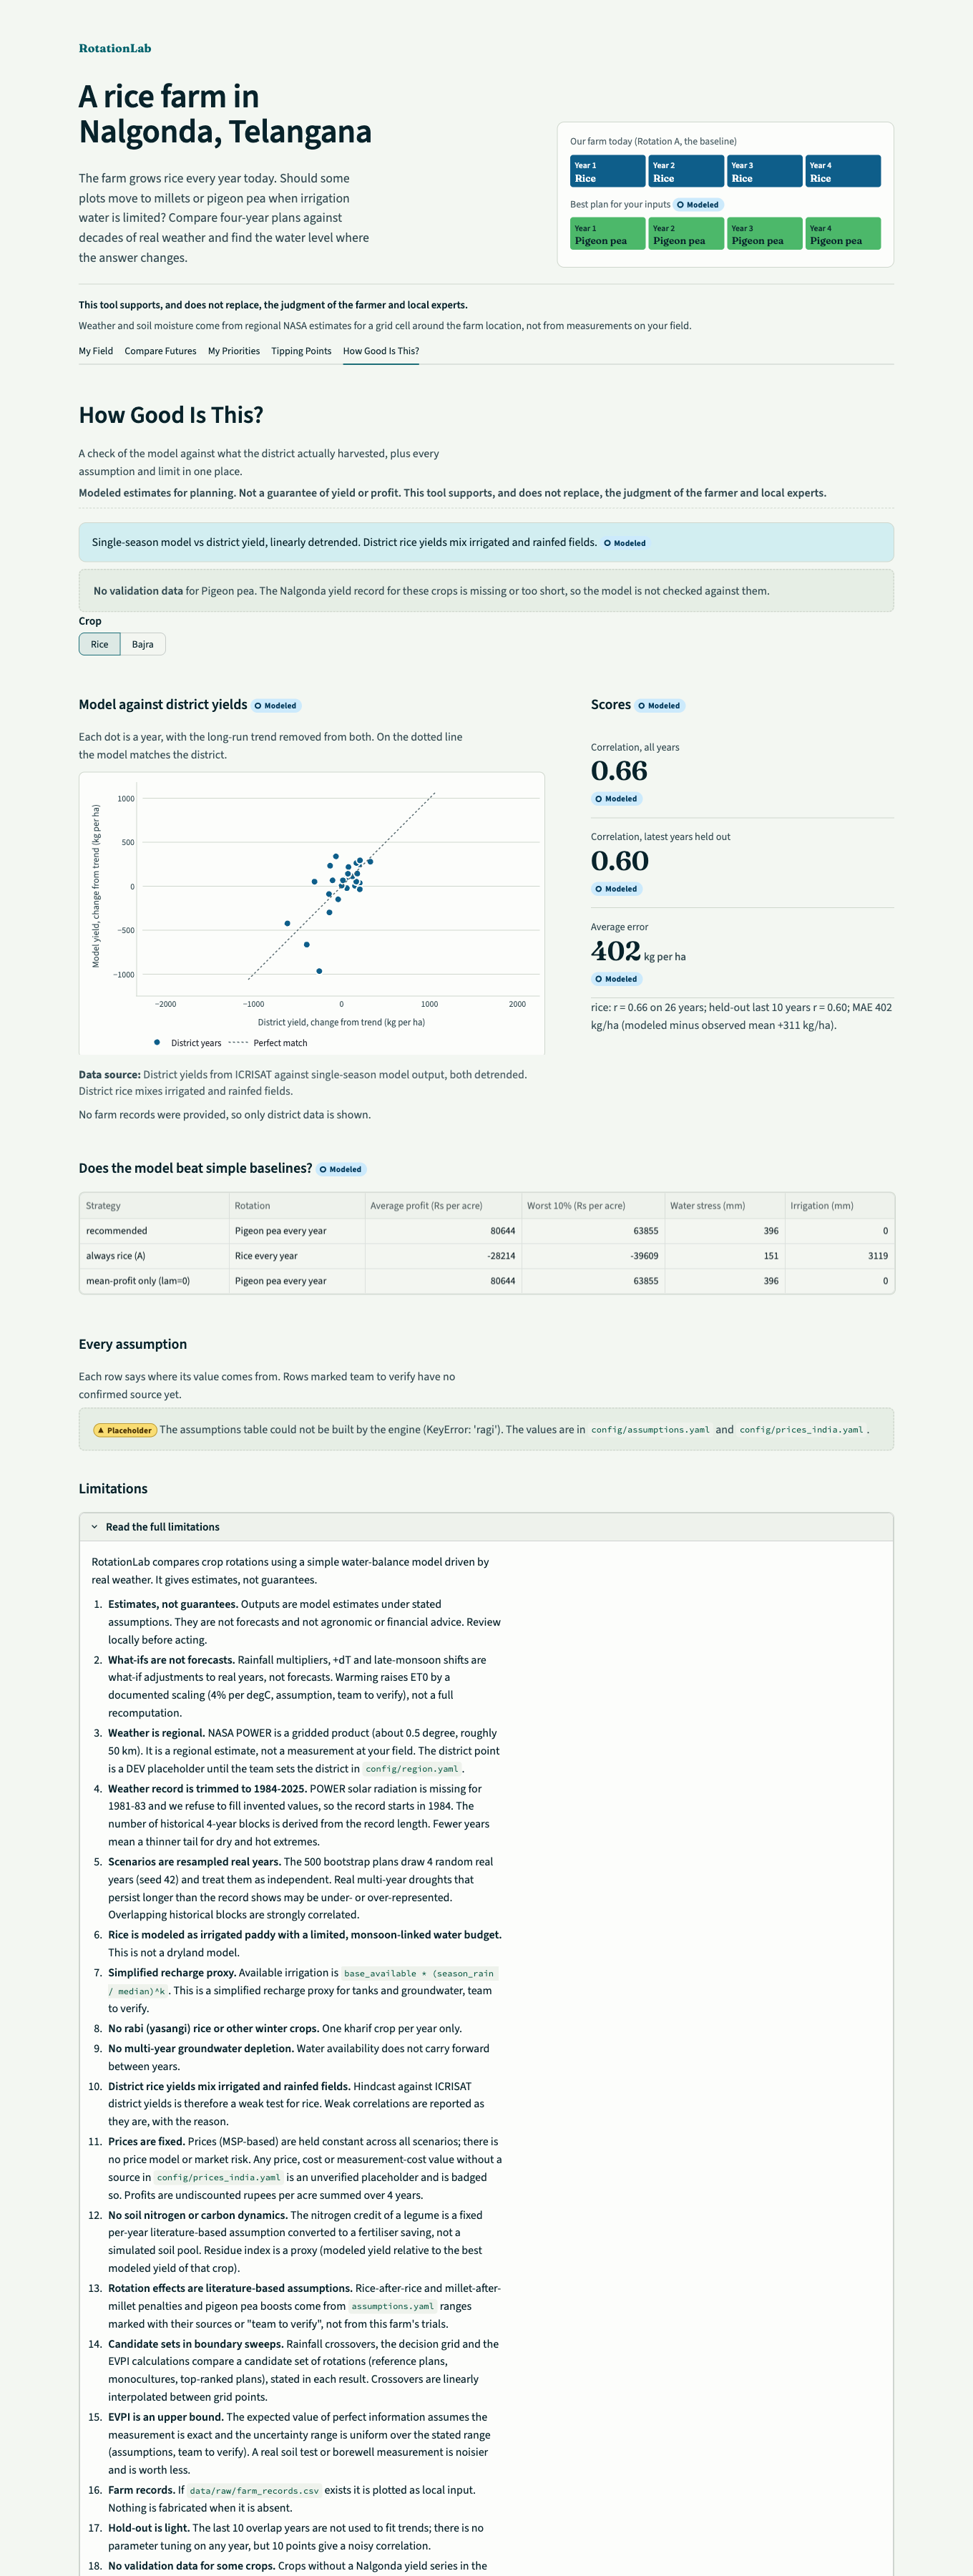 RotationLab
A rice farm in
Nalgonda, Telangana
The farm grows rice every year today. Should some
plots move to millets or pigeon pea when irrigation
water is limited? Compare four-year plans against
decades of real weather and find the water level where
the answer changes.
Our farm today (Rotation A, the baseline)
Year 1 Year 2 Year 3 Year 4
Rice Rice Rice Rice
Best plan for your inputs Modeled
Year 1 Year 2 Year 3 Year 4
Pigeon pea Pigeon pea Pigeon pea Pigeon pea
This tool supports, and does not replace, the judgment of the farmer and local experts.
Weather and soil moisture come from regional NASA estimates for a grid cell around the farm location, not from measurements on your field.
My Field Compare Futures My Priorities Tipping Points How Good Is This?
How Good Is This?
A check of the model against what the district actually harvested, plus every
assumption and limit in one place.
Modeled estimates for planning. Not a guarantee of yield or profit. This tool supports, and does not replace, the judgment of the farmer and local experts.
Single-season model vs district yield, linearly detrended. District rice yields mix irrigated and rainfed fields. Modeled
No validation data for Pigeon pea. The Nalgonda yield record for these crops is missing or too short, so the model is not checked against them.
Crop
Rice Bajra
Model against district yields Modeled
Each dot is a year, with the long-run trend removed from both. On the dotted line
the model matches the district.
Model yield, change from trend (kg per ha)
1000
500
0
−500
−1000
−2000 −1000 0 1000 2000
District yield, change from trend (kg per ha)
District years Perfect match
Data source: District yields from ICRISAT against single-season model output, both detrended.
District rice mixes irrigated and rainfed fields.
No farm records were provided, so only district data is shown.
Scores Modeled
Correlation, all years
0.66
Modeled
Correlation, latest years held out
0.60
Modeled
Average error
402 kg per ha
Modeled
rice: r = 0.66 on 26 years; held-out last 10 years r = 0.60; MAE 402
kg/ha (modeled minus observed mean +311 kg/ha).
Does the model beat simple baselines? Modeled
Strategy Rotation Average profit (Rs per acre) Worst 10% (Rs per acre) Water stress (mm) Irrigation (mm)
recommended Pigeon pea every year 80644 63855 396 0
always rice (A) Rice every year -28214 -39609 151 3119
mean-profit only (lam=0) Pigeon pea every year 80644 63855 396 0
Every assumption
Each row says where its value comes from. Rows marked team to verify have no
confirmed source yet.
Placeholder The assumptions table could not be built by the engine (KeyError: 'ragi'). The values are in config/assumptions.yaml and config/prices_india.yaml .
Limitations
Read the full limitations
RotationLab compares crop rotations using a simple water-balance model driven by
real weather. It gives estimates, not guarantees.
1. Estimates, not guarantees. Outputs are model estimates under stated
assumptions. They are not forecasts and not agronomic or financial advice. Review
locally before acting.
2. What-ifs are not forecasts. Rainfall multipliers, +dT and late-monsoon shifts are
what-if adjustments to real years, not forecasts. Warming raises ET0 by a
documented scaling (4% per degC, assumption, team to verify), not a full
recomputation.
3. Weather is regional. NASA POWER is a gridded product (about 0.5 degree, roughly
50 km). It is a regional estimate, not a measurement at your field. The district point
is a DEV placeholder until the team sets the district in config/region.yaml .
4. Weather record is trimmed to 1984-2025. POWER solar radiation is missing for
1981-83 and we refuse to fill invented values, so the record starts in 1984. The
number of historical 4-year blocks is derived from the record length. Fewer years
mean a thinner tail for dry and hot extremes.
5. Scenarios are resampled real years. The 500 bootstrap plans draw 4 random real
years (seed 42) and treat them as independent. Real multi-year droughts that
persist longer than the record shows may be under- or over-represented.
Overlapping historical blocks are strongly correlated.
6. Rice is modeled as irrigated paddy with a limited, monsoon-linked water budget.
This is not a dryland model.
7. Simplified recharge proxy. Available irrigation is base_available * (season_rain
/ median)^k . This is a simplified recharge proxy for tanks and groundwater, team
to verify.
8. No rabi (yasangi) rice or other winter crops. One kharif crop per year only.
9. No multi-year groundwater depletion. Water availability does not carry forward
between years.
10. District rice yields mix irrigated and rainfed fields. Hindcast against ICRISAT
district yields is therefore a weak test for rice. Weak correlations are reported as
they are, with the reason.
11. Prices are fixed. Prices (MSP-based) are held constant across all scenarios; there is
no price model or market risk. Any price, cost or measurement-cost value without a
source in config/prices_india.yaml is an unverified placeholder and is badged
so. Profits are undiscounted rupees per acre summed over 4 years.
12. No soil nitrogen or carbon dynamics. The nitrogen credit of a legume is a fixed
per-year literature-based assumption converted to a fertiliser saving, not a
simulated soil pool. Residue index is a proxy (modeled yield relative to the best
modeled yield of that crop).
13. Rotation effects are literature-based assumptions. Rice-after-rice and millet-after-
millet penalties and pigeon pea boosts come from assumptions.yaml ranges
marked with their sources or "team to verify", not from this farm's trials.
14. Candidate sets in boundary sweeps. Rainfall crossovers, the decision grid and the
EVPI calculations compare a candidate set of rotations (reference plans,
monocultures, top-ranked plans), stated in each result. Crossovers are linearly
interpolated between grid points.
15. EVPI is an upper bound. The expected value of perfect information assumes the
measurement is exact and the uncertainty range is uniform over the stated range
(assumptions, team to verify). A real soil test or borewell measurement is noisier
and is worth less.
16. Farm records. If data/raw/farm_records.csv exists it is plotted as local input.
Nothing is fabricated when it is absent.
17. Hold-out is light. The last 10 overlap years are not used to fit trends; there is no
parameter tuning on any year, but 10 points give a noisy correlation.
18. No validation data for some crops. Crops without a Nalgonda yield series in the